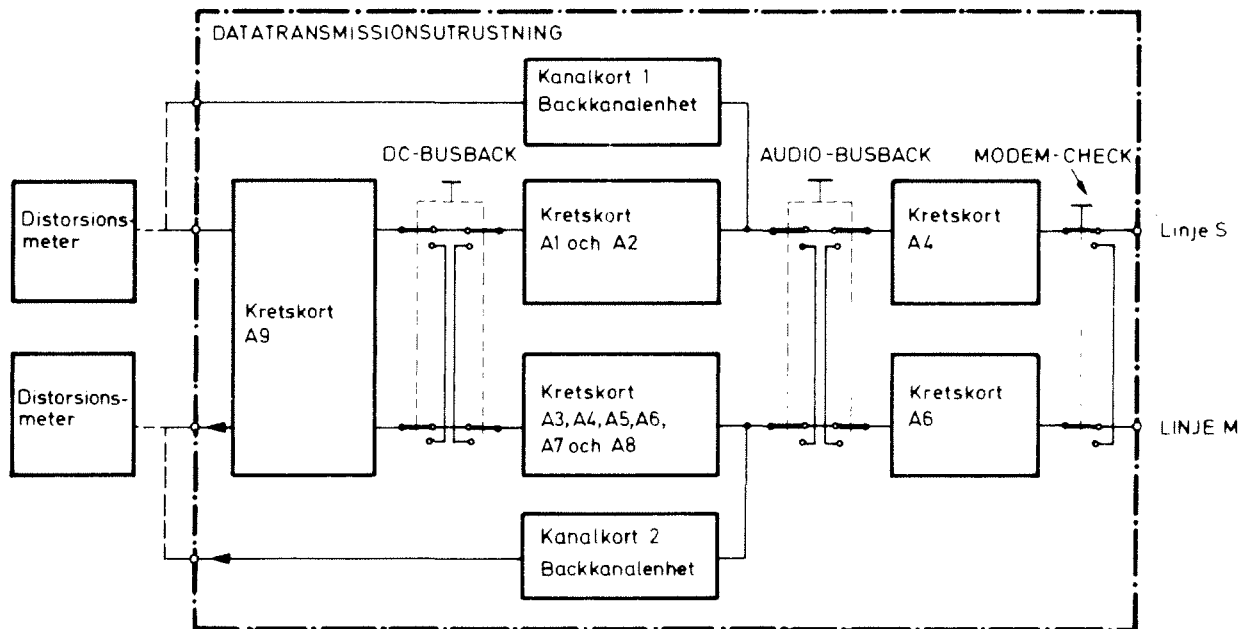 DATATRANSMISSIONSUTRUSTNING
Kanalkort 1
Backkanalenhet
DC-BUSBACK
AUDIO-BUSBACK
MODEM-CHECK
Distorsions-
meter
Kretskort
A1 och A2
Kretskort
A4
Linje S
Kretskort
A9
Distorsions-
meter
Kretskort
A3, A4, A5, A6,
A7 och A8
Kretskort
A6
LINJE M
Kanalkort 2
Backkanalenhet